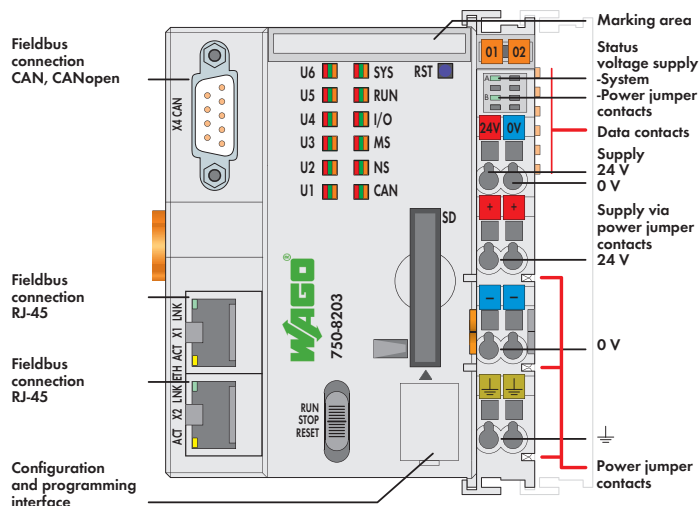 Marking area
Fieldbus
connection
CAN, CANopen
X4 CAN
U6 SYS
U5 RUN
U4 I/O
U3 MS
U2 NS
U1 CAN
RST
01 02
A
B
24V 0V
Status
voltage supply
-System
-Power jumper
contacts
Data contacts
Supply
24 V
0 V
+ +
Supply via
power jumper
contacts
24 V
SD
WAGO
®
750-8203
Fieldbus
connection
RJ-45
ACT X1 LNK
ETH
Fieldbus
connection
RJ-45
ACT X2 LNK
− −
0 V
RUN
STOP
RESET
Configuration
and programming
interface
Power jumper
contacts